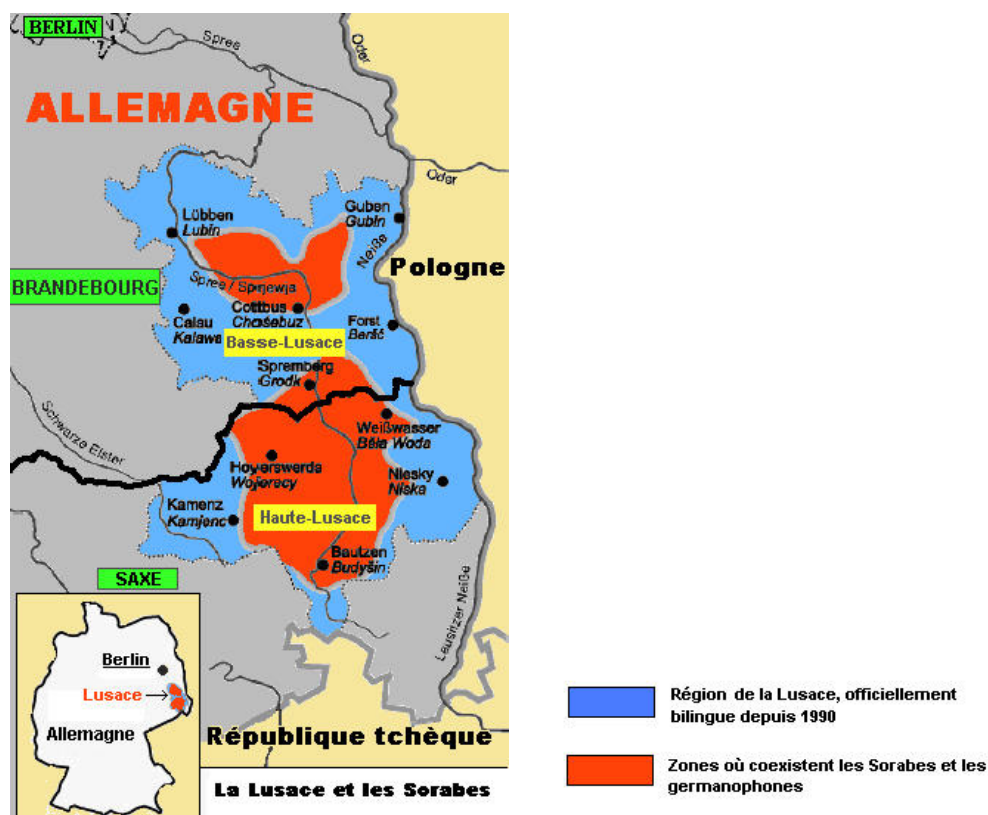 BERLIN
Spree
Oder
ALLEMAGNE
Oder
Lübben
Lubin
Guben
Gubin
Neiße
Pologne
Spree / Sprjewja
BRANDEBOURG
Cottbus
Chośebuz
Calau
Kalawa
Forst
Baršć
Basse-Lusace
Spremberg
Grodk
Schwarze Elster
Weißwasser
Běła Woda
Hoyerswerda
Wojerecy
Niesky
Niska
Kamenz
Kamjenc
Haute-Lusace
Bautzen
Budyšin
SAXE
Lausitzer Neiße
Berlin
Lusace
Allemagne
République tchèque
La Lusace et les Sorabes
Région de la Lusace, officiellement
bilingue depuis 1990
Zones où coexistent les Sorabes et les
germanophones